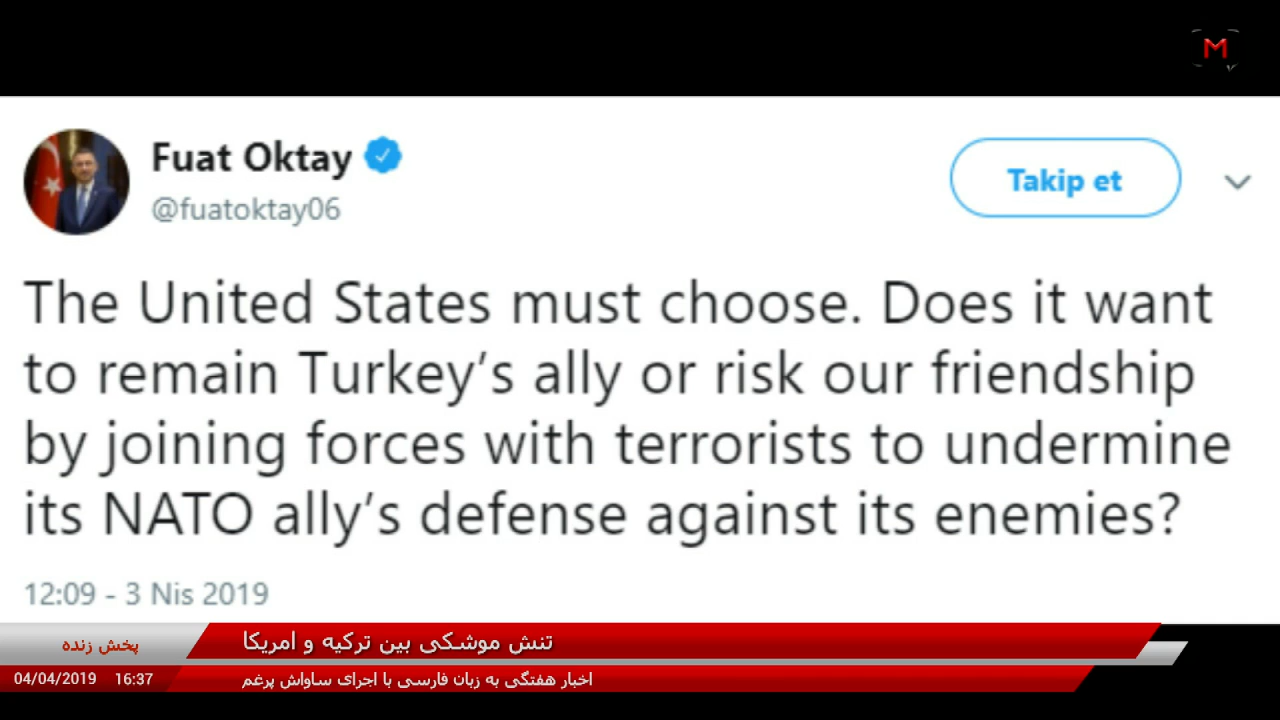 M
Fuat Oktay
@fuatoktay06
Takip et
The United States must choose. Does it want
to remain Turkey's ally or risk our friendship
by joining forces with terrorists to undermine
its NATO ally's defense against its enemies?
12:09 - 3 Nis 2019
پخش زنده
تنش موشکی بین ترکیه و امریکا
04/04/2019 16:37
اخبار هفتگی به زبان فارسی با اجرای ساواش پرغم